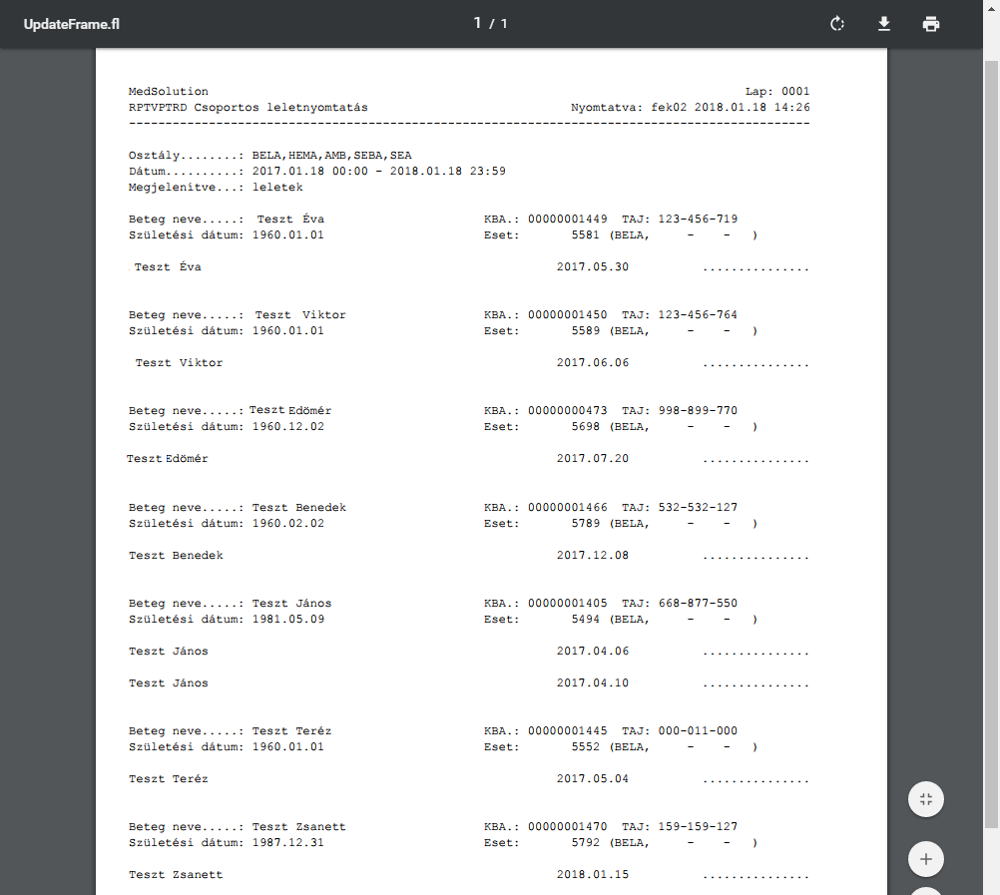 UpdateFrame.fl 1 / 1
MedSolution Lap: 0001
RPTVPTRD Csoportos leletnyomtatás Nyomtatva: fek02 2018.01.18 14:26
----------------------------------------------------------------------------------------------
Osztály........: BELA,HEMA,AMB,SEBA,SEA
Dátum..........: 2017.01.18 00:00 - 2018.01.18 23:59
Megjelenítve...: leletek
Beteg neve.....: Teszt Éva KBA.: 00000001449 TAJ: 123-456-719
Születési dátum: 1960.01.01 Eset: 5581 (BELA, - - )
Teszt Éva 2017.05.30 ...............
Beteg neve.....: Teszt Viktor KBA.: 00000001450 TAJ: 123-456-764
Születési dátum: 1960.01.01 Eset: 5589 (BELA, - - )
Teszt Viktor 2017.06.06 ...............
Beteg neve.....: Teszt Edömér KBA.: 00000000473 TAJ: 998-899-770
Születési dátum: 1960.12.02 Eset: 5698 (BELA, - - )
Teszt Edömér 2017.07.20 ...............
Beteg neve.....: Teszt Benedek KBA.: 00000001466 TAJ: 532-532-127
Születési dátum: 1960.02.02 Eset: 5789 (BELA, - - )
Teszt Benedek 2017.12.08 ...............
Beteg neve.....: Teszt János KBA.: 00000001405 TAJ: 668-877-550
Születési dátum: 1981.05.09 Eset: 5494 (BELA, - - )
Teszt János 2017.04.06 ...............
Teszt János 2017.04.10 ...............
Beteg neve.....: Teszt Teréz KBA.: 00000001445 TAJ: 000-011-000
Születési dátum: 1960.01.01 Eset: 5552 (BELA, - - )
Teszt Teréz 2017.05.04 ...............
Beteg neve.....: Teszt Zsanett KBA.: 00000001470 TAJ: 159-159-127
Születési dátum: 1987.12.31 Eset: 5792 (BELA, - - )
Teszt Zsanett 2018.01.15 ...............